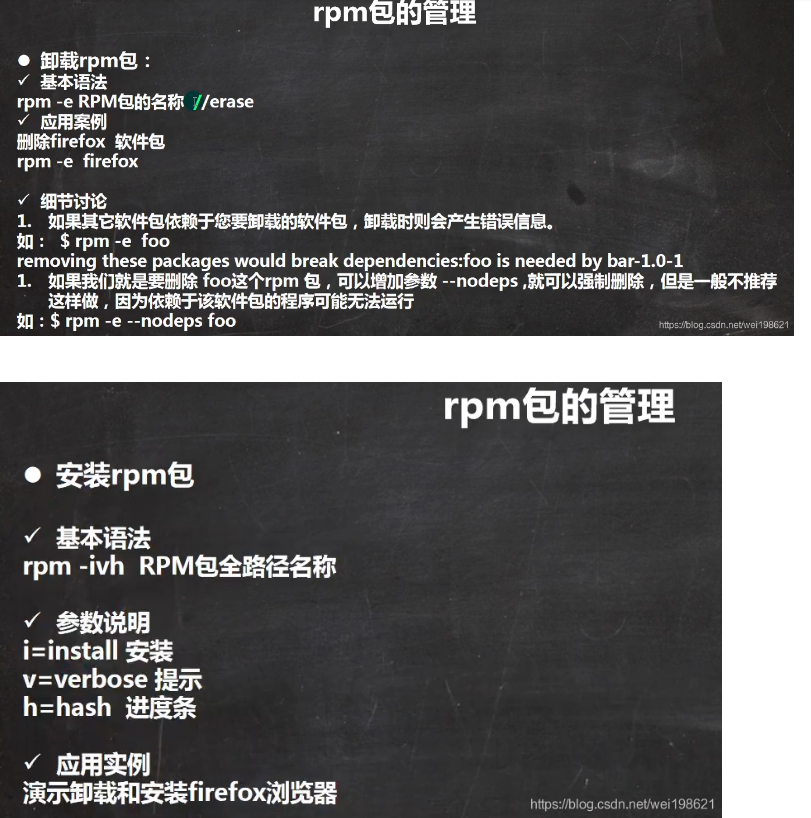 rpm包的管理
● 卸载rpm包：
✓ 基本语法
rpm -e RPM包的名称 //erase
✓ 应用案例
删除firefox 软件包
rpm -e firefox
✓ 细节讨论
1. 如果其它软件包依赖于您要卸载的软件包，卸载时则会产生错误信息。
如： $ rpm -e foo
removing these packages would break dependencies:foo is needed by bar-1.0-1
1. 如果我们就是要删除 foo这个rpm 包，可以增加参数 --nodeps ,就可以强制删除，但是一般不推荐
这样做，因为依赖于该软件包的程序可能无法运行
如：$ rpm -e --nodeps foo
https://blog.csdn.net/wei198621
rpm包的管理
● 安装rpm包
✓ 基本语法
rpm -ivh RPM包全路径名称
✓ 参数说明
i=install 安装
v=verbose 提示
h=hash 进度条
✓ 应用实例
演示卸载和安装firefox浏览器
https://blog.csdn.net/wei198621